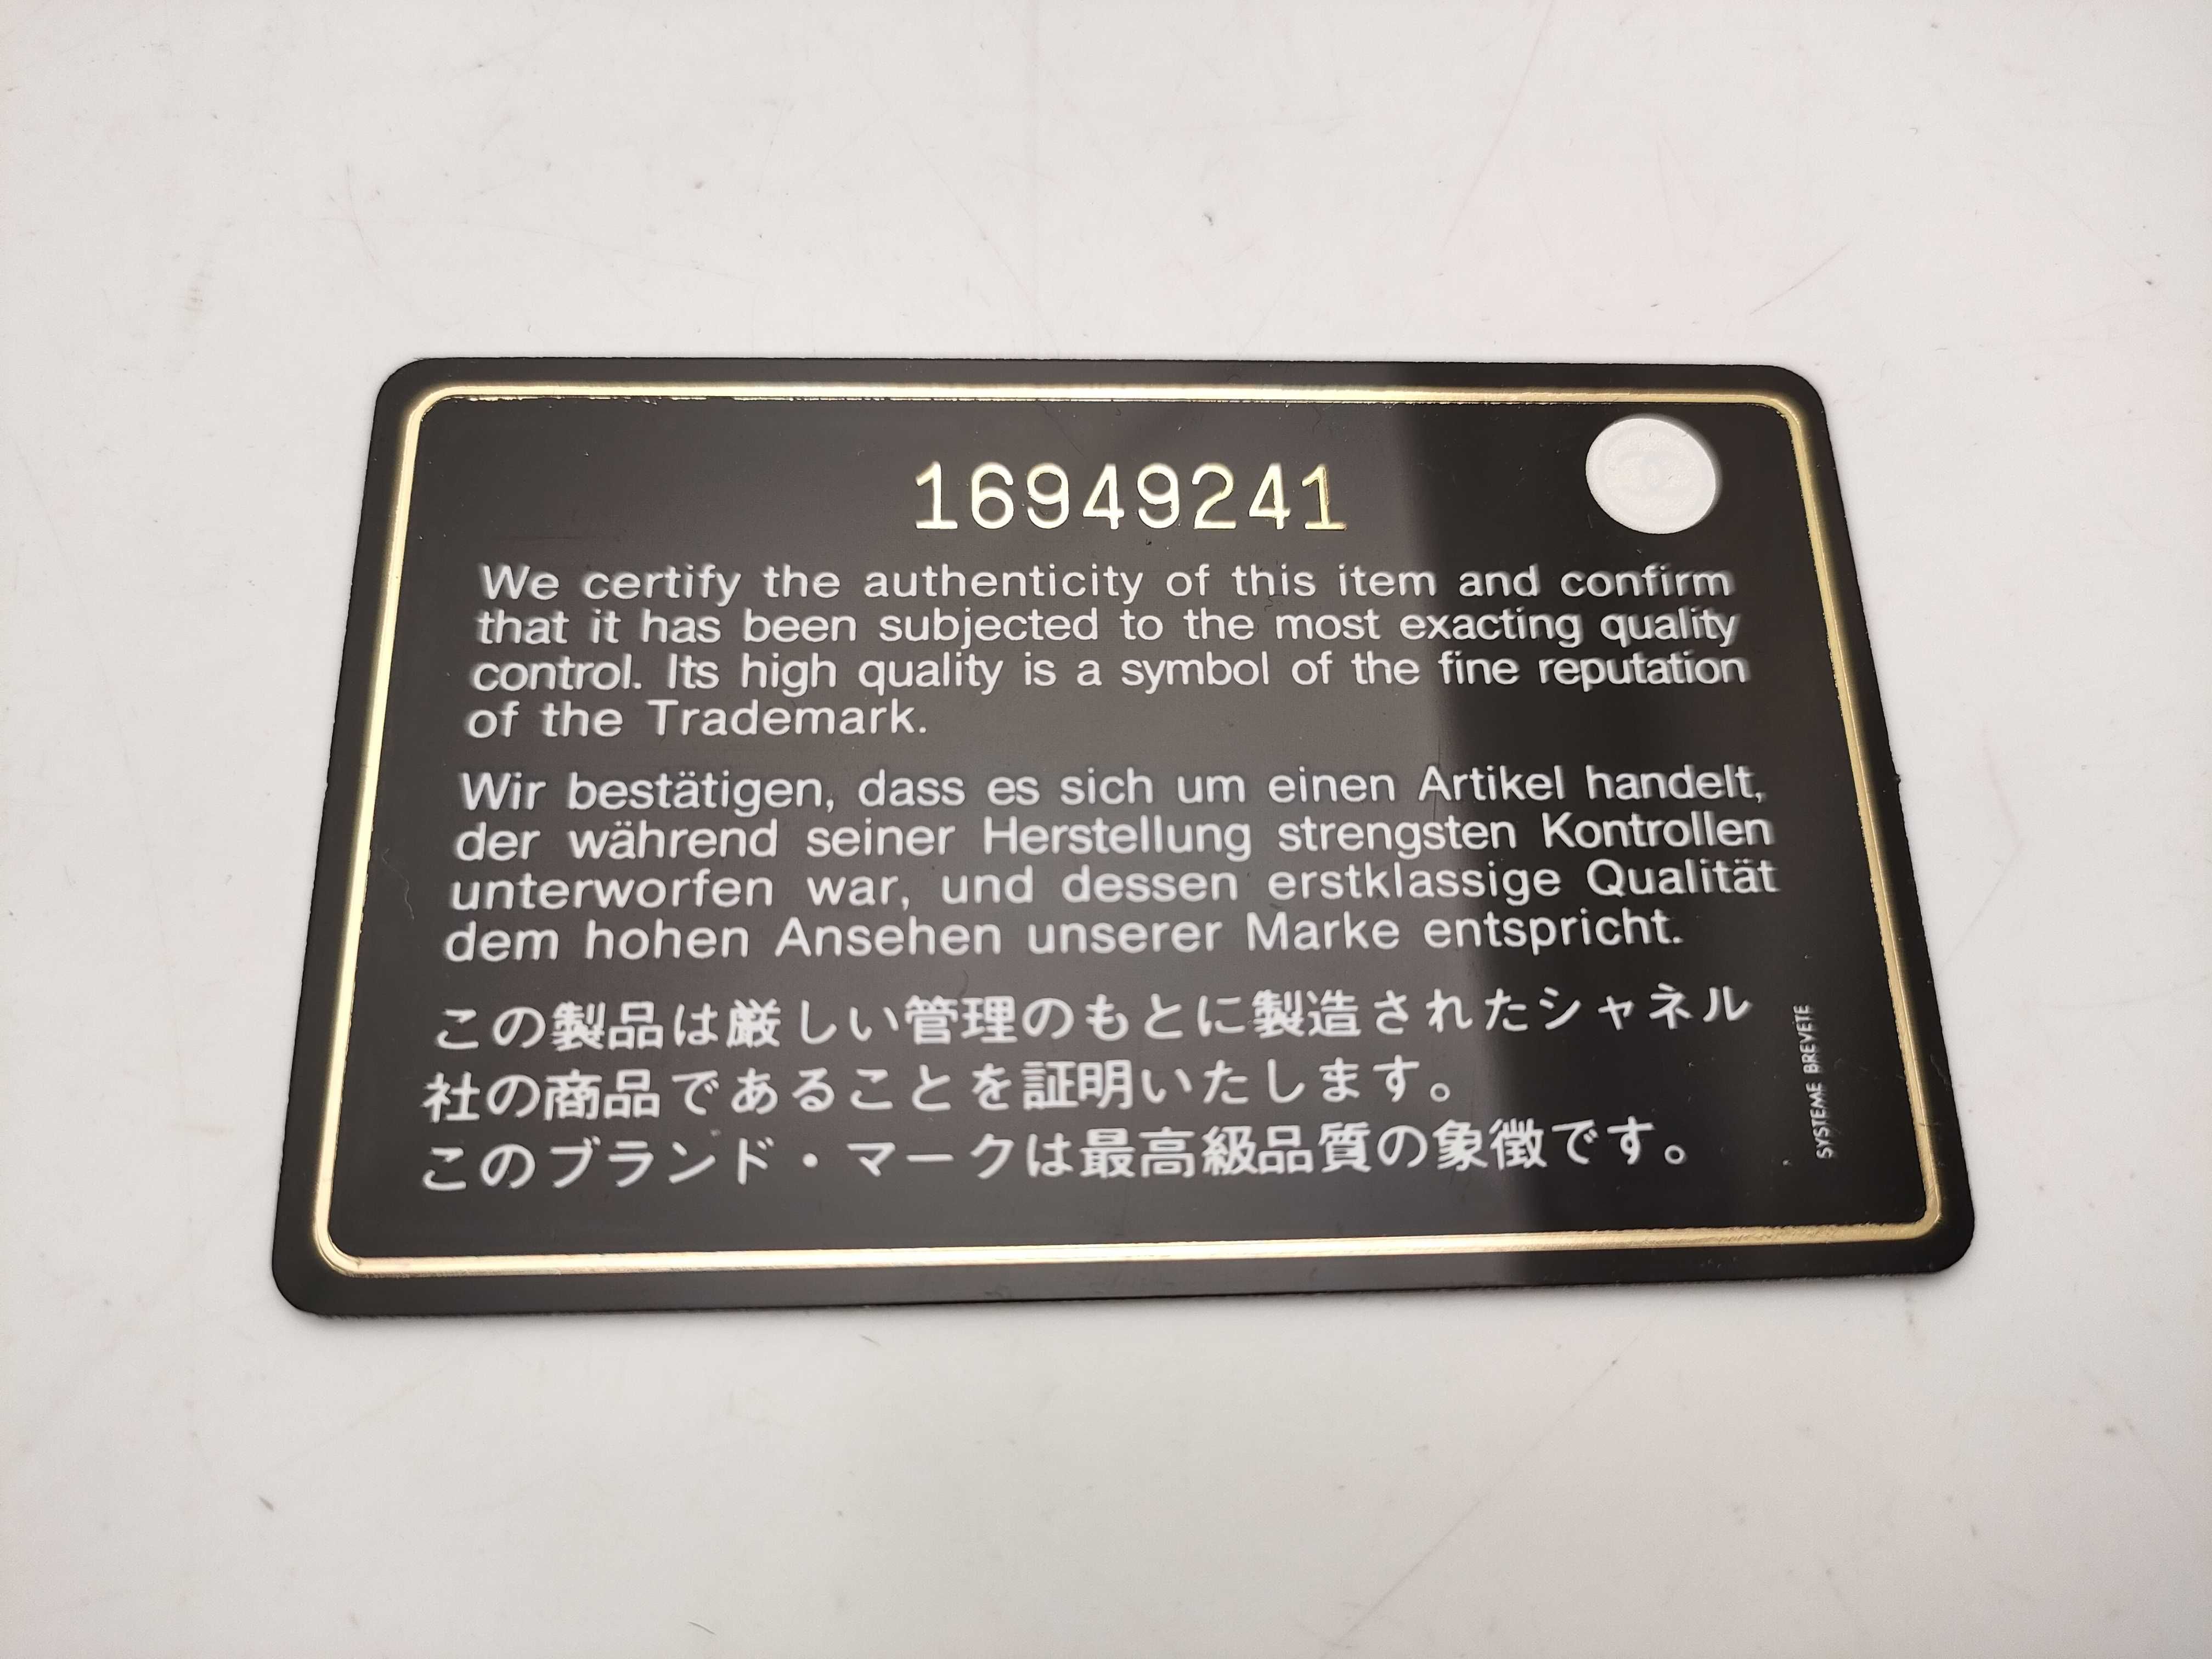 16949241
We certify the authenticity of this item and confirm
that it has been subjected to the most exacting quality
control. Its high quality is a symbol of the fine reputation
of the Trademark.
Wir bestätigen, dass es sich um einen Artikel handelt,
der während seiner Herstellung strengsten Kontrollen
unterworfen war, und dessen erstklassige Qualität
dem hohen Ansehen unserer Marke entspricht.
この製品は厳しい管理のもとに製造されたシャネル
社の商品であることを証明いたします。
このブランド・マークは最高級品質の象徴です。
SYSTEME BREVETE